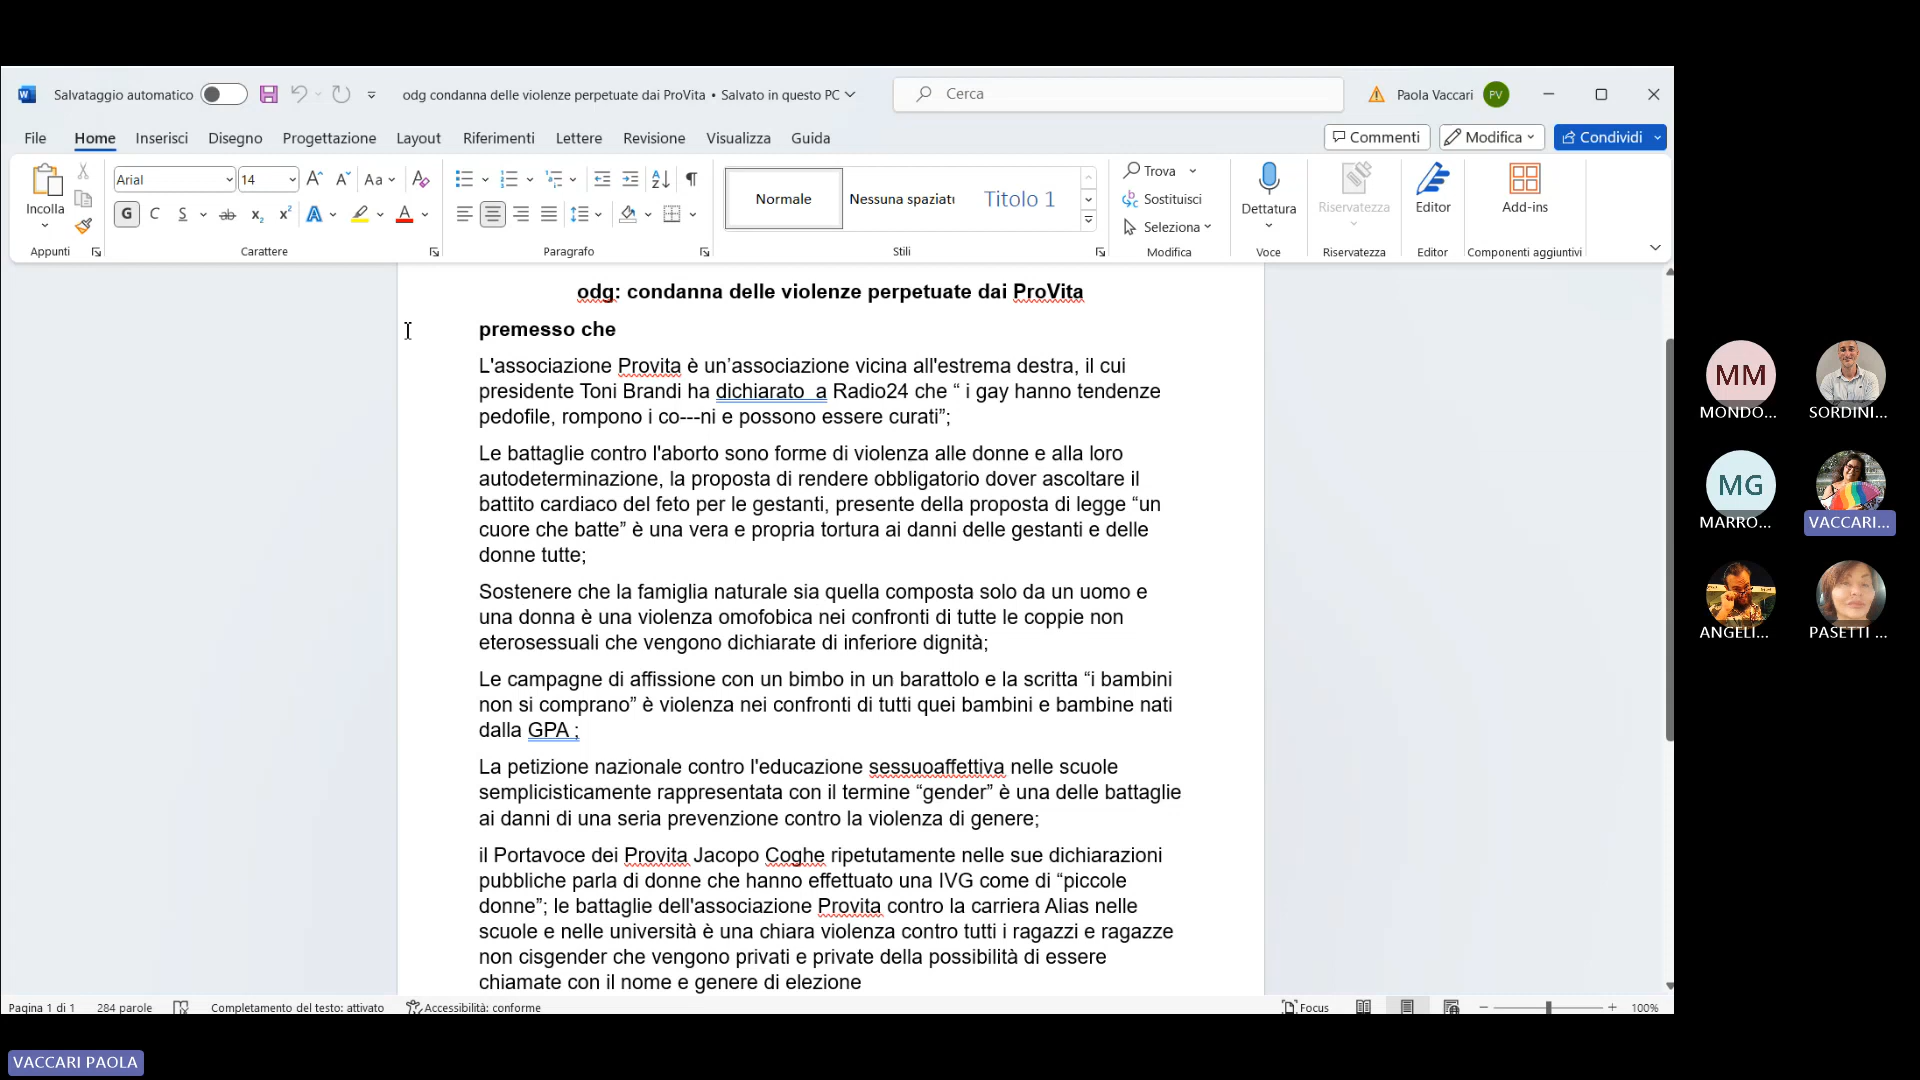 Salvataggio automatico
odg condanna delle violenze perpetuate dai ProVita • Salvato in questo PC
Cerca
Paola Vaccari PV
File Home Inserisci Disegno Progettazione Layout Riferimenti Lettere Revisione Visualizza Guida
Commenti Modifica Condividi
Incolla
Arial 14
Aa
G C S ab x₂ x² A A
Normale Nessuna spaziati Titolo 1
Trova
Sostituisci
Seleziona
Dettatura
Riservatezza
Editor
Add-ins
Appunti Carattere Paragrafo Stili Modifica Voce Riservatezza Editor Componenti aggiuntivi
odg: condanna delle violenze perpetuate dai ProVita
premesso che
L'associazione Provita è un’associazione vicina all'estrema destra, il cui
presidente Toni Brandi ha dichiarato  a Radio24 che “ i gay hanno tendenze
pedofile, rompono i co---ni e possono essere curati”;
Le battaglie contro l'aborto sono forme di violenza alle donne e alla loro
autodeterminazione, la proposta di rendere obbligatorio dover ascoltare il
battito cardiaco del feto per le gestanti, presente della proposta di legge “un
cuore che batte” è una vera e propria tortura ai danni delle gestanti e delle
donne tutte;
Sostenere che la famiglia naturale sia quella composta solo da un uomo e
una donna è una violenza omofobica nei confronti di tutte le coppie non
eterosessuali che vengono dichiarate di inferiore dignità;
Le campagne di affissione con un bimbo in un barattolo e la scritta “i bambini
non si comprano” è violenza nei confronti di tutti quei bambini e bambine nati
dalla GPA ;
La petizione nazionale contro l'educazione sessuoaffettiva nelle scuole
semplicisticamente rappresentata con il termine “gender” è una delle battaglie
ai danni di una seria prevenzione contro la violenza di genere;
il Portavoce dei Provita Jacopo Coghe ripetutamente nelle sue dichiarazioni
pubbliche parla di donne che hanno effettuato una IVG come di “piccole
donne”; le battaglie dell'associazione Provita contro la carriera Alias nelle
scuole e nelle università è una chiara violenza contro tutti i ragazzi e ragazze
non cisgender che vengono privati e private della possibilità di essere
chiamate con il nome e genere di elezione
Pagina 1 di 1 284 parole Completamento del testo: attivato Accessibilità: conforme Focus 100%
MM MONDO...
SORDINI...
MG MARRO...
VACCARI...
ANGELI...
PASETTI ...
VACCARI PAOLA